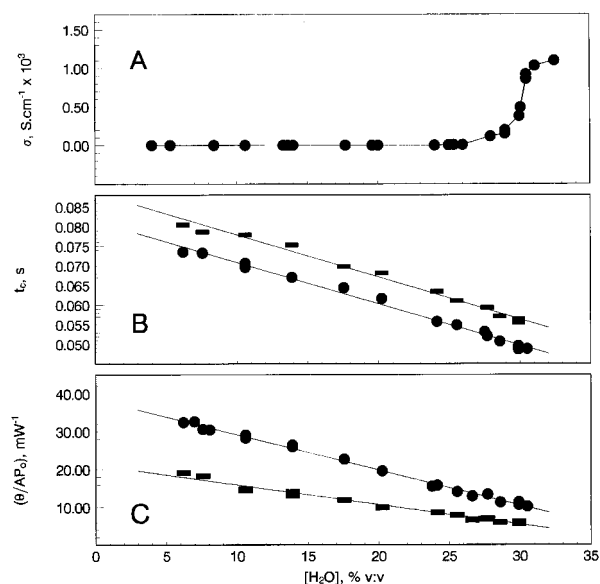 1.50
1.00
0.50
0.00
σ, S.cm⁻¹ x 10³
A
0.085
0.080
0.075
0.070
0.065
0.060
0.055
0.050
t_c, s
B
40.00
30.00
20.00
10.00
(θ/AP₀), mW⁻¹
C
0 5 10 15 20 25 30 35
[H₂O], % v:v